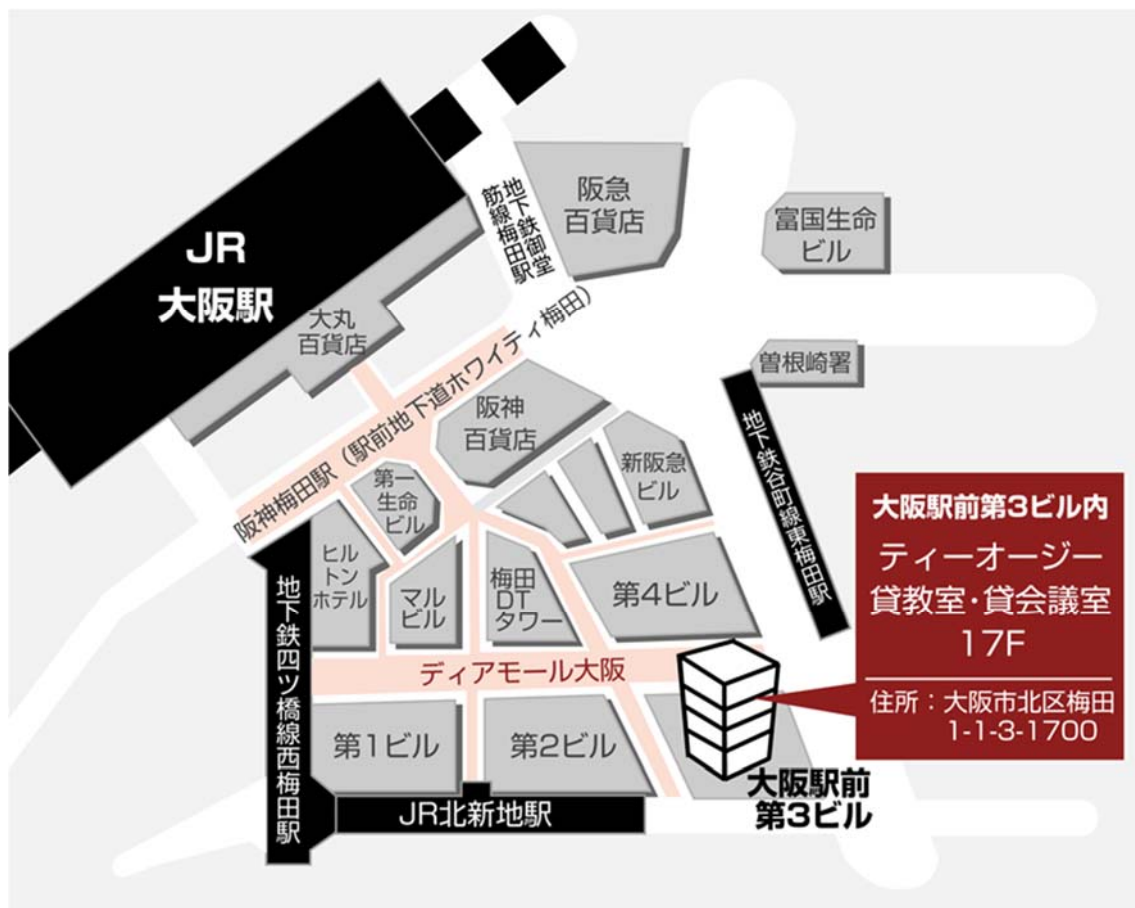 JR
大阪駅
地下鉄御堂
筋線梅田駅
阪急
百貨店
富国生命
ビル
大丸
百貨店
曽根崎署
阪神梅田駅（駅前地下道ホワイティ梅田）
阪神
百貨店
第一
生命
ビル
新阪急
ビル
地下鉄谷町線東梅田駅
ヒル
トン
ホテル
マル
ビル
梅田
DT
タワー
第4ビル
地下鉄四ツ橋線西梅田駅
ディアモール大阪
第1ビル
第2ビル
JR北新地駅
大阪駅前
第3ビル
大阪駅前第3ビル内
ティーオージー
貸教室・貸会議室
17F
住所：大阪市北区梅田
1-1-3-1700